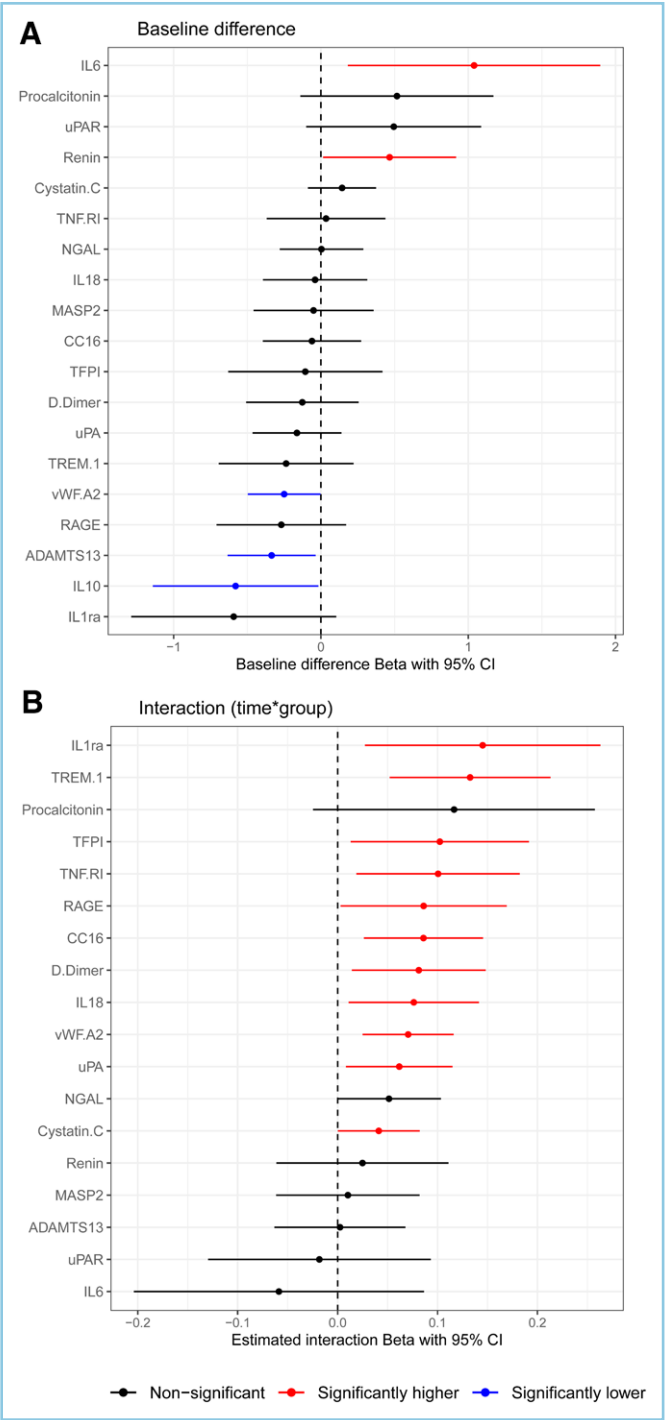 A
Baseline difference
IL6
Procalcitonin
uPAR
Renin
Cystatin.C
TNF.RI
NGAL
IL18
MASP2
CC16
TFPI
D.Dimer
uPA
TREM.1
vWF.A2
RAGE
ADAMTS13
IL10
IL1ra
−1 0 1 2
Baseline difference Beta with 95% CI
B
Interaction (time*group)
IL1ra
TREM.1
Procalcitonin
TFPI
TNF.RI
RAGE
CC16
D.Dimer
IL18
vWF.A2
uPA
NGAL
Cystatin.C
Renin
MASP2
ADAMTS13
uPAR
IL6
−0.2 −0.1 0.0 0.1 0.2
Estimated interaction Beta with 95% CI
Non−significant Significantly higher Significantly lower